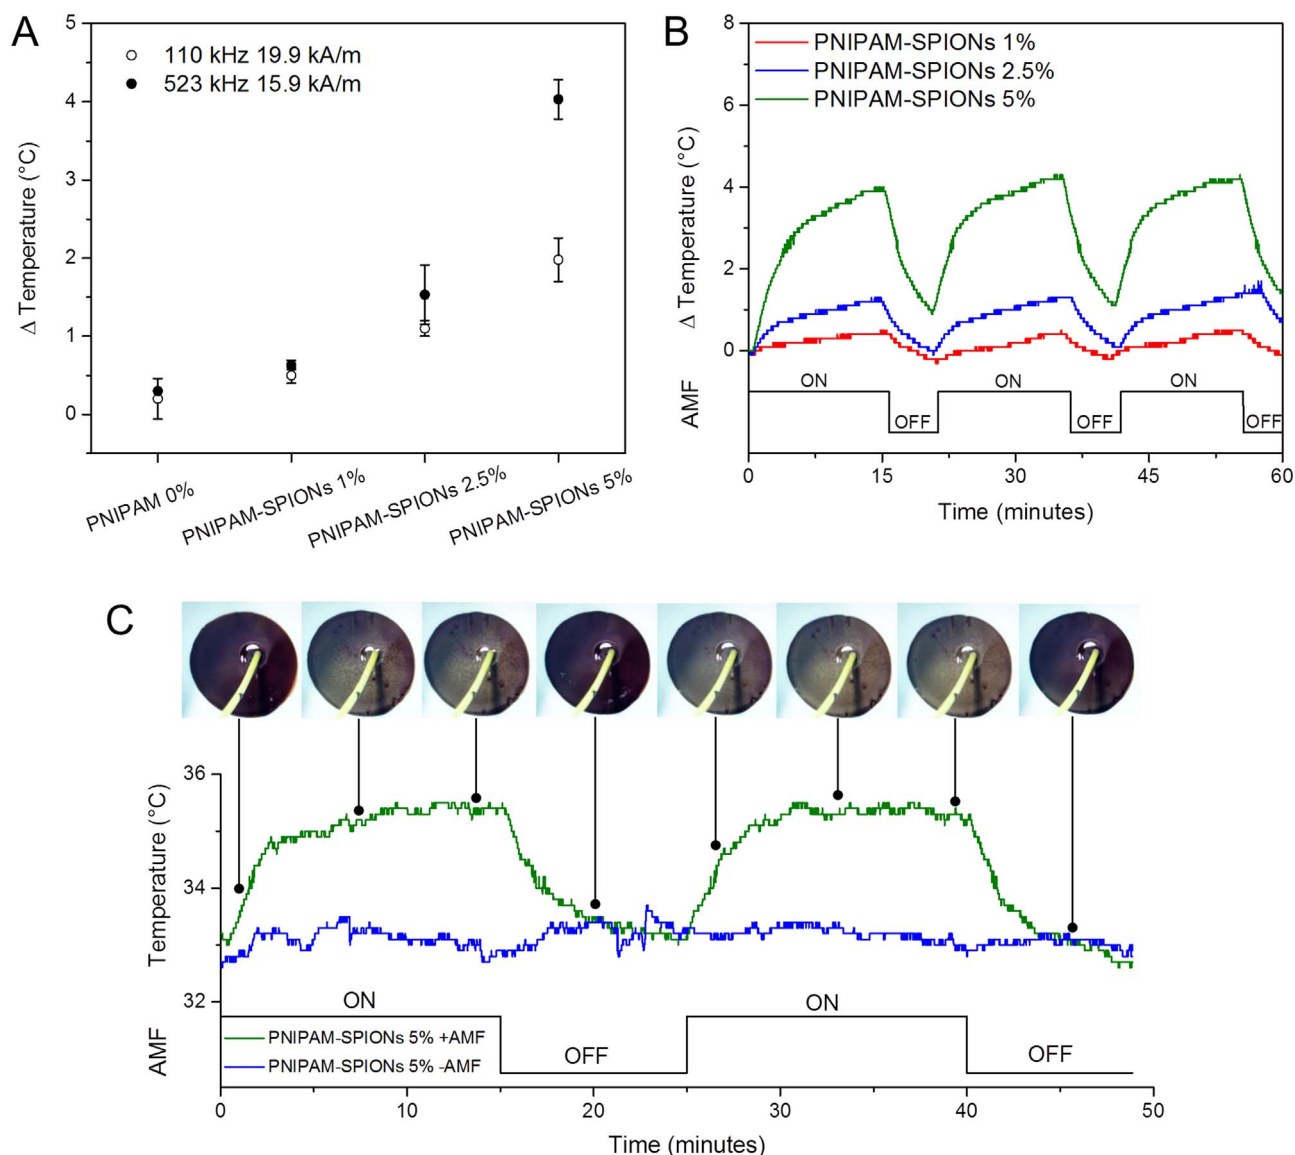 A
5
4
3
2
1
0
Δ Temperature (°C)
110 kHz 19.9 kA/m
523 kHz 15.9 kA/m
PNIPAM 0%
PNIPAM-SPIONs 1%
PNIPAM-SPIONs 2.5%
PNIPAM-SPIONs 5%
B
8
6
4
2
0
Δ Temperature (°C)
AMF
PNIPAM-SPIONs 1%
PNIPAM-SPIONs 2.5%
PNIPAM-SPIONs 5%
ON
OFF
ON
OFF
ON
OFF
0 15 30 45 60
Time (minutes)
C
36
34
32
Temperature (°C)
AMF
ON
OFF
ON
OFF
PNIPAM-SPIONs 5% +AMF
PNIPAM-SPIONs 5% -AMF
0 10 20 30 40 50
Time (minutes)